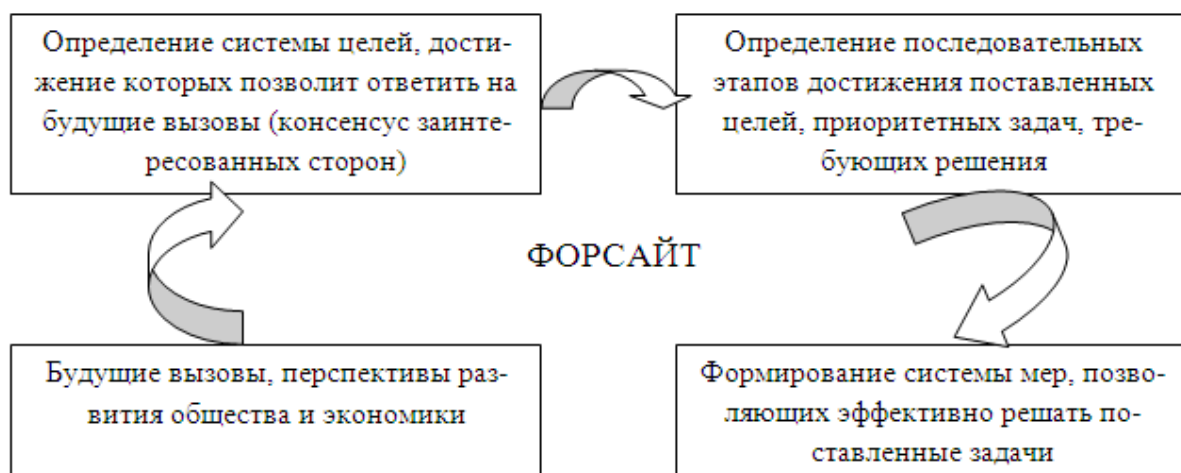 Определение системы целей, дости-
жение которых позволит ответить на
будущие вызовы (консенсус заинте-
ресованных сторон)
Определение последовательных
этапов достижения поставленных
целей, приоритетных задач, тре-
бующих решения
ФОРСАЙТ
Будущие вызовы, перспективы раз-
вития общества и экономики
Формирование системы мер, позво-
ляющих эффективно решать по-
ставленные задачи